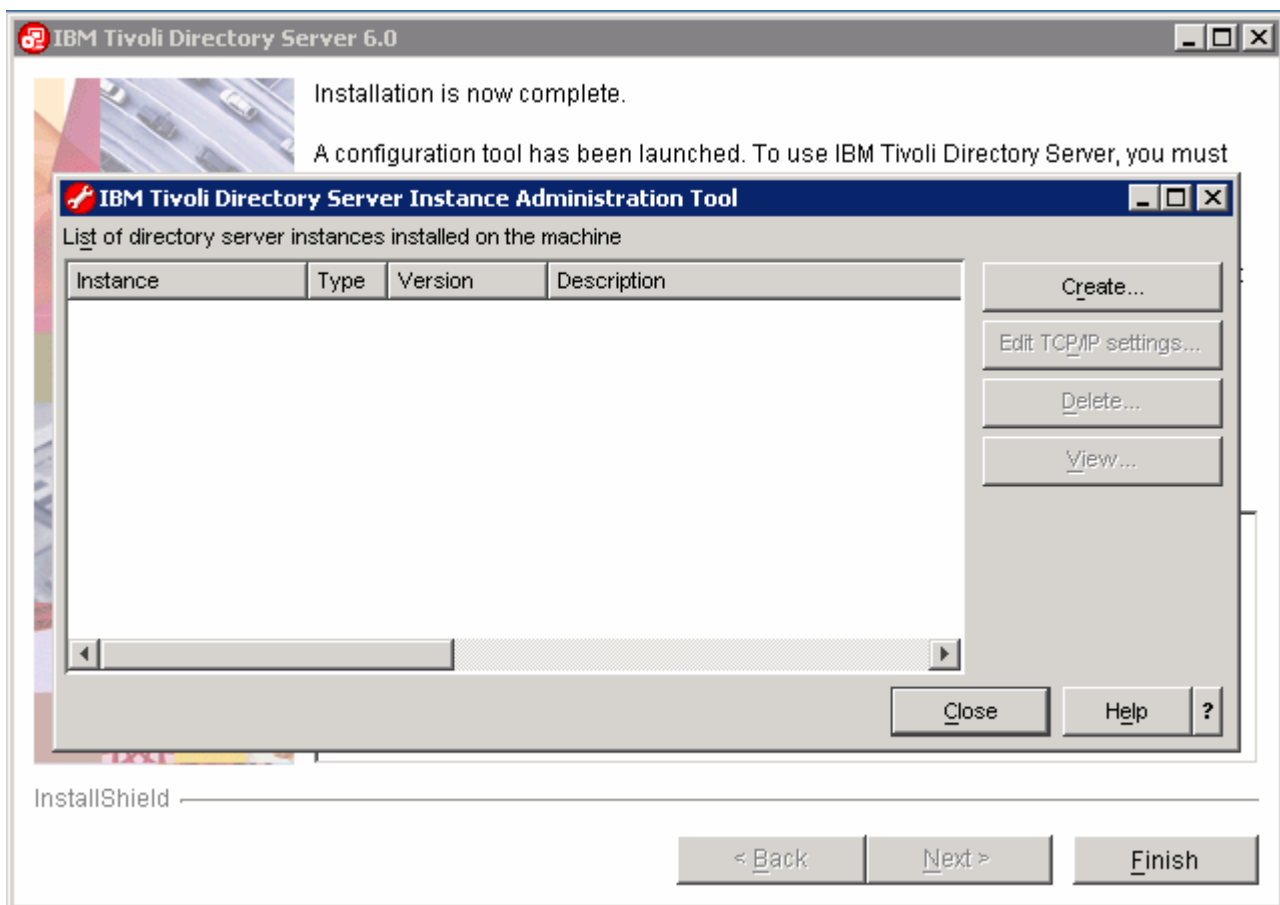 IBM Tivoli Directory Server 6.0
Installation is now complete.
A configuration tool has been launched. To use IBM Tivoli Directory Server, you must
IBM Tivoli Directory Server Instance Administration Tool
List of directory server instances installed on the machine
Instance Type Version Description
Create...
Edit TCP/IP settings...
Delete...
View...
Close Help ?
InstallShield
< Back Next > Finish